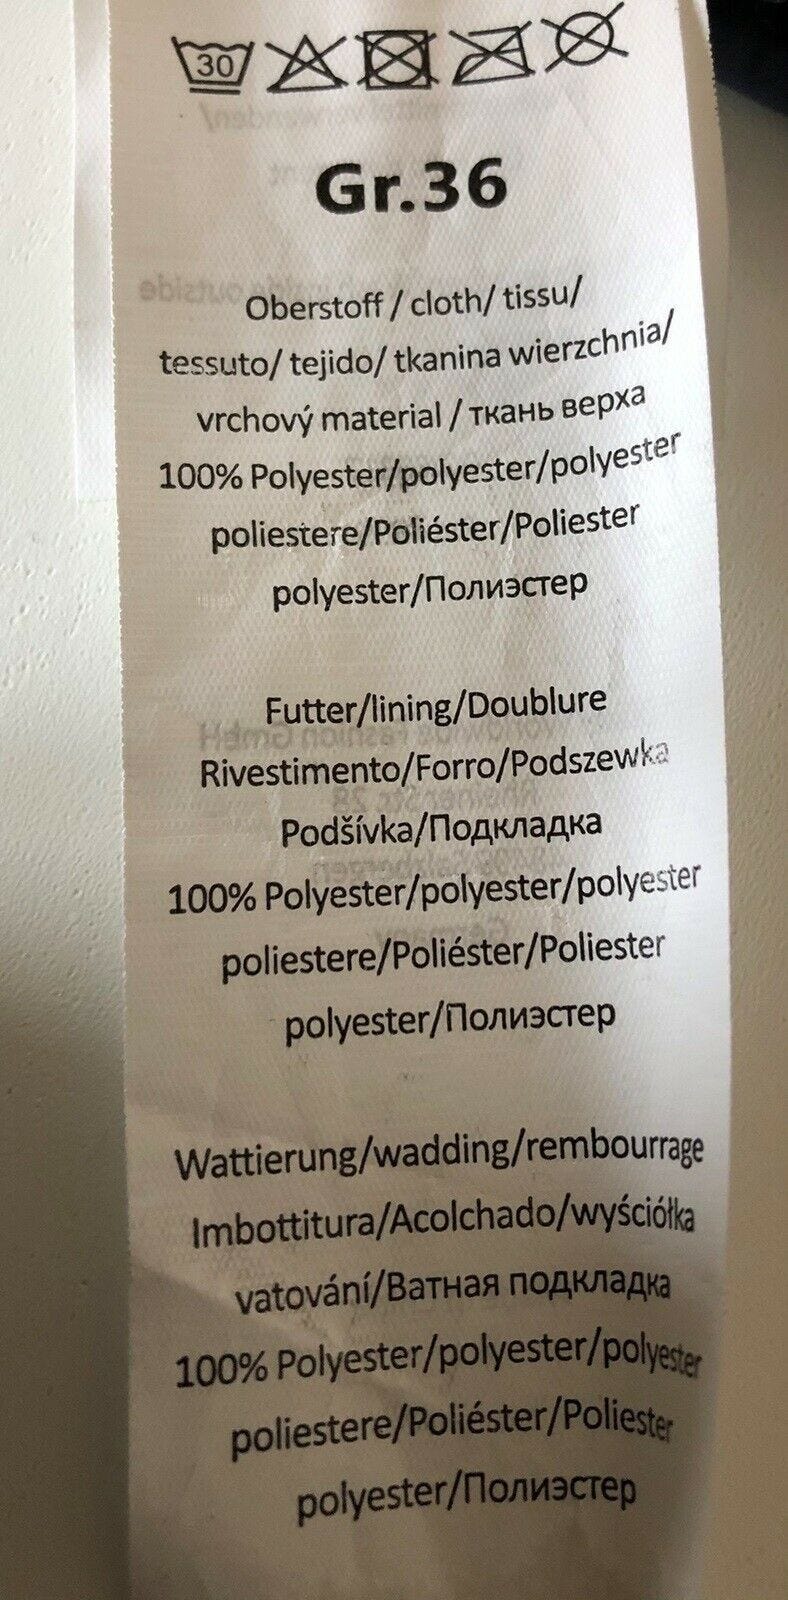 30
Gr.36
Oberstoff / cloth/ tissu/
tessuto/ tejido/ tkanina wierzchnia/
vrchový material / ткань верха
100% Polyester/polyester/polyester
poliestere/Poliéster/Poliester
polyester/Полиэстер
Futter/lining/Doublure
Rivestimento/Forro/Podszewka
Podšívka/Подкладка
100% Polyester/polyester/polyester
poliestere/Poliéster/Poliester
polyester/Полиэстер
Wattierung/wadding/rembourrage
Imbottitura/Acolchado/wyściółka
vatování/Ватная подкладка
100% Polyester/polyester/polyester
poliestere/Poliéster/Poliester
polyester/Полиэстер